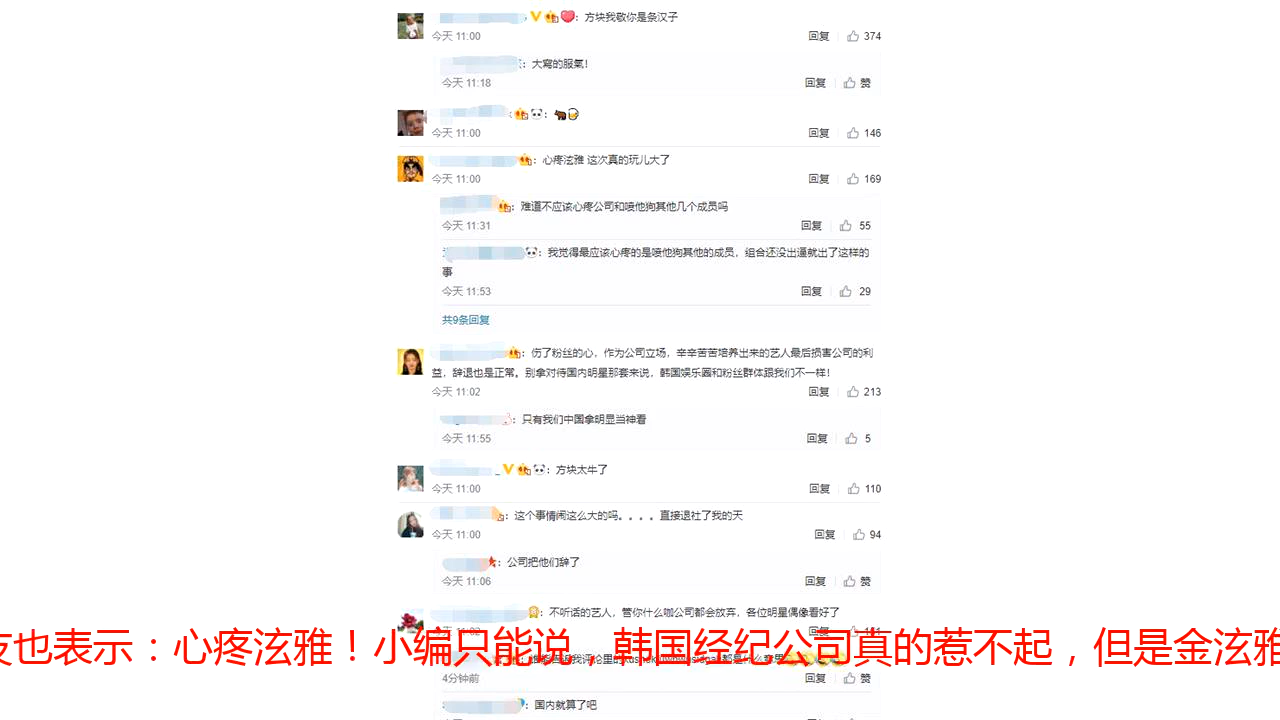 ：方块我敬你是条汉子
今天 11:00 回复 374
：大寫的服氣！
今天 11:18 回复 赞
：
今天 11:00 回复 146
：心疼泫雅 这次真的玩儿大了
今天 11:00 回复 169
：难道不应该心疼公司和喷他狗其他几个成员吗
今天 11:31 回复 55
：我觉得最应该心疼的是喷他狗其他的成员，组合还没出逼就出了这样的
事
今天 11:53 回复 29
共9条回复
：伤了粉丝的心，作为公司立场，辛辛苦苦培养出来的艺人最后损害公司的利
益，辞退也是正常。别拿对待国内明星那套来说，韩国娱乐圈和粉丝群体跟我们不一样！
今天 11:02 回复 213
：只有我们中国拿明显当神看
今天 11:55 回复 5
：方块太牛了
今天 11:00 回复 110
：这个事情闹这么大的吗。。。。直接退社了我的天
今天 11:00 回复 94
：公司把他们辞了
今天 11:06 回复 赞
：不听话的艺人，管你什么咖公司都会放弃，各位明星偶像看好了
友也表示：心疼泫雅！小编只能说，韩国经纪公司真的惹不起，但是金泫雅
4分钟前 回复 赞
：国内就算了吧